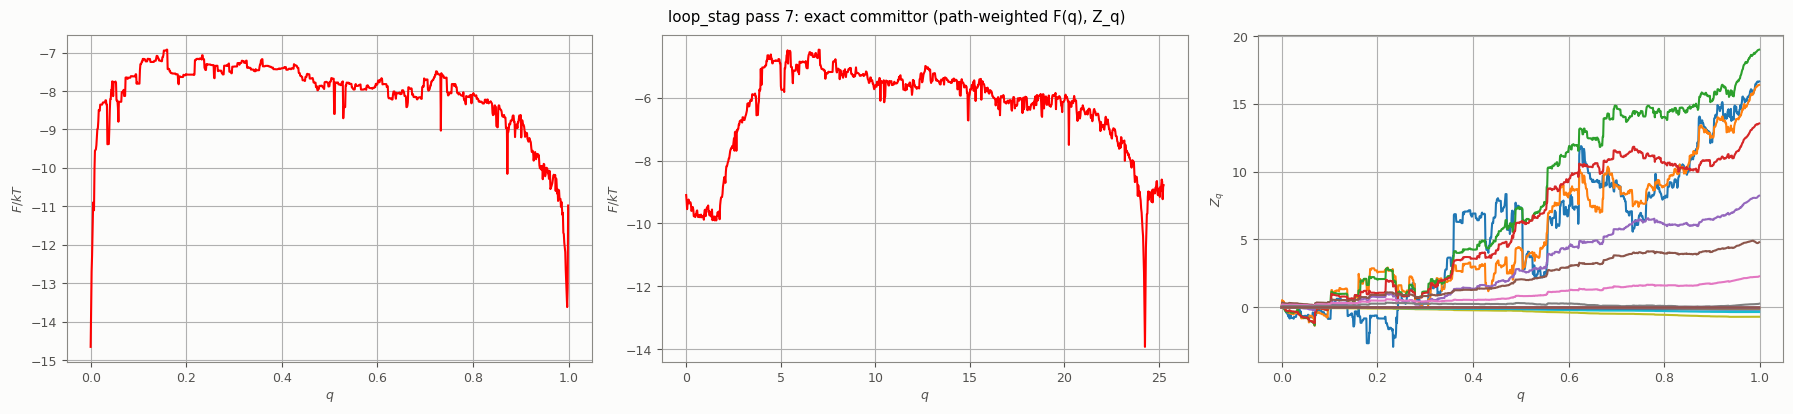 loop_stag pass 7: exact committor (path-weighted F(q), Z_q)
F/kT
−7
−8
−9
−10
−11
−12
−13
−14
−15
0.0 0.2 0.4 0.6 0.8 1.0
q
F/kT
−6
−8
−10
−12
−14
0 5 10 15 20 25
q
Zq
20
15
10
5
0
0.0 0.2 0.4 0.6 0.8 1.0
q